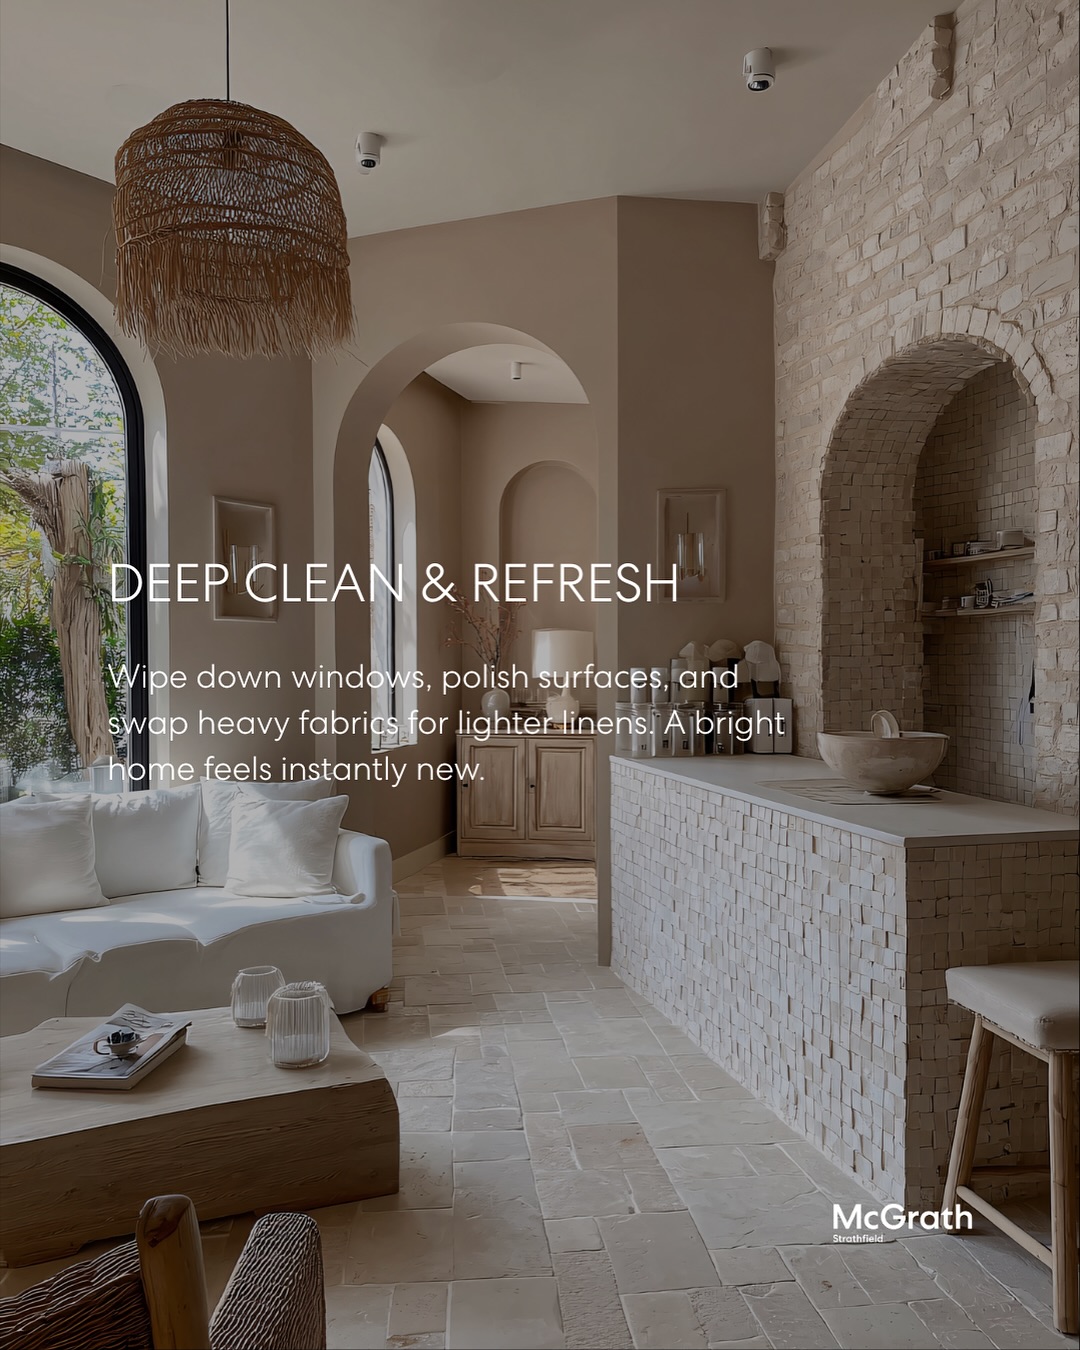 DEEP CLEAN & REFRESH
Wipe down windows, polish surfaces, and
swap heavy fabrics for lighter linens. A bright
home feels instantly new.
McGrath
Strathfield